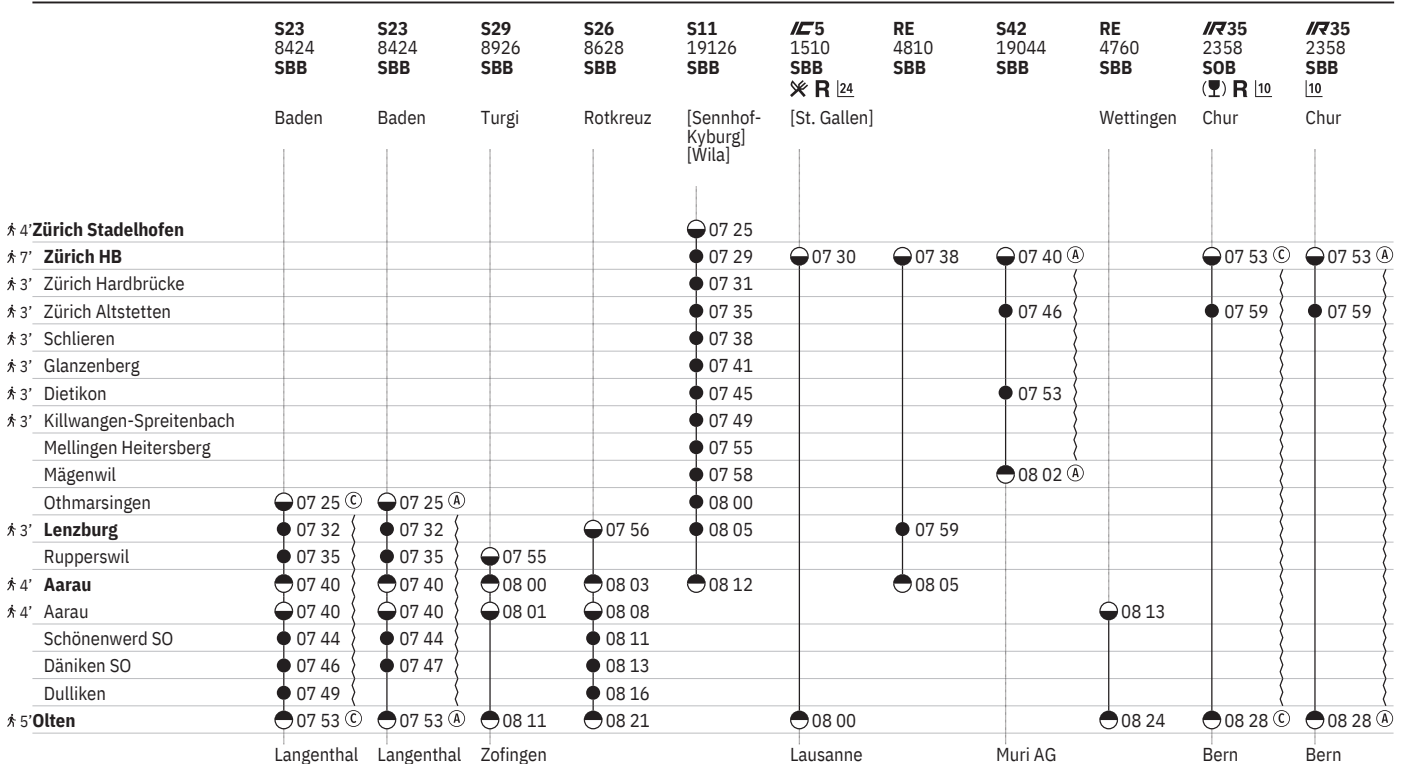 S23 S23 S29 S26 S11 IC5 RE S42 RE IR35 IR35
8424 8424 8926 8628 19126 1510 4810 19044 4760 2358 2358
SBB SBB SBB SBB SBB SBB SBB SBB SBB SOB SBB
R 24 R 10 10
Baden Baden Turgi Rotkreuz [Sennhof- [St. Gallen] Wettingen Chur Chur
Kyburg]
[Wila]
4' Zürich Stadelhofen 07 25
7' Zürich HB 07 29 07 30 07 38 07 40 Ⓐ 07 53 Ⓒ 07 53 Ⓐ
3' Zürich Hardbrücke 07 31
3' Zürich Altstetten 07 35 07 46 07 59 07 59
3' Schlieren 07 38
3' Glanzenberg 07 41
3' Dietikon 07 45 07 53
3' Killwangen-Spreitenbach 07 49
Mellingen Heitersberg 07 55
Mägenwil 07 58 08 02 Ⓐ
Othmarsingen 07 25 Ⓒ 07 25 Ⓐ 08 00
3' Lenzburg 07 32 07 32 07 56 08 05 07 59
Rupperswil 07 35 07 35 07 55
4' Aarau 07 40 07 40 08 00 08 03 08 12 08 05
4' Aarau 07 40 07 40 08 01 08 08 08 13
Schönenwerd SO 07 44 07 44 08 11
Däniken SO 07 46 07 47 08 13
Dulliken 07 49 08 16
5' Olten 07 53 Ⓒ 07 53 Ⓐ 08 11 08 21 08 00 08 24 08 28 Ⓒ 08 28 Ⓐ
Langenthal Langenthal Zofingen Lausanne Muri AG Bern Bern